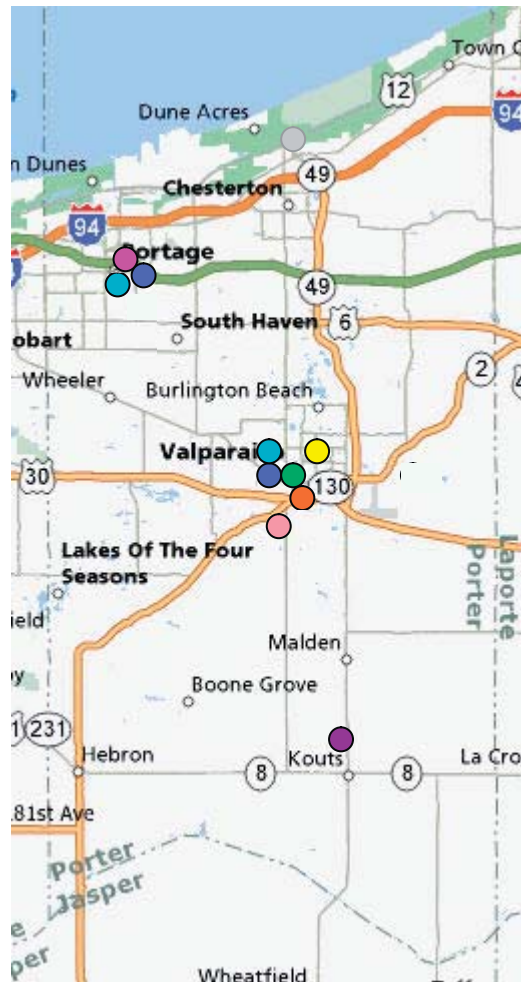 Town C
12
Dune Acres
94
n Dunes
49
Chesterton
94
Portage
49
South Haven
6
obart
2
Wheeler
Burlington Beach
Valparai
30
130
Lakes Of The Four
Seasons
Porter
Laporte
ield
Malden
Boone Grove
231
Hebron
Kouts
La Cro
8
8
81st Ave
Porter
Jasper
per
Wheatfield